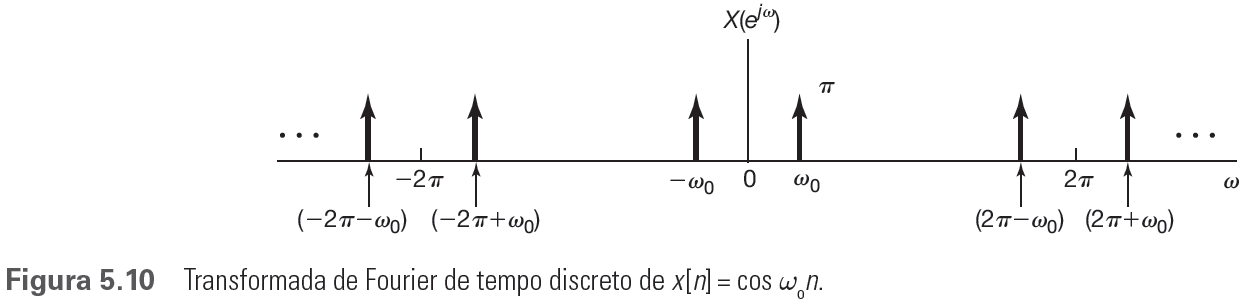 X(e^{jω})
π
... ...
−2π −ω₀ 0 ω₀ 2π ω
(−2π−ω₀) (−2π+ω₀) (2π−ω₀) (2π+ω₀)
Figura 5.10 Transformada de Fourier de tempo discreto de x[n] = cos ωₒn.